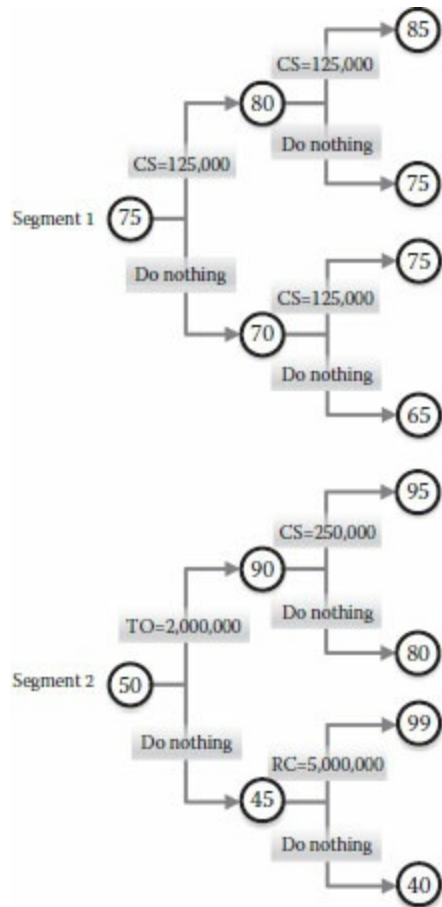 85
CS=125,000
80
Do nothing
CS=125,000
75
Segment 1 75
75
Do nothing
CS=125,000
70
Do nothing
65
95
CS=250,000
90
Do nothing
TO=2,000,000
80
Segment 2 50
99
Do nothing
RC=5,000,000
45
Do nothing
40